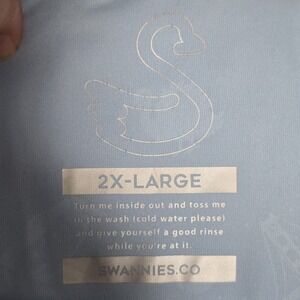 2X-LARGE
Turn me inside out and toss me
in the wash (cold water please)
and give yourself a good rinse
while you're at it.
SWANNIES.CO